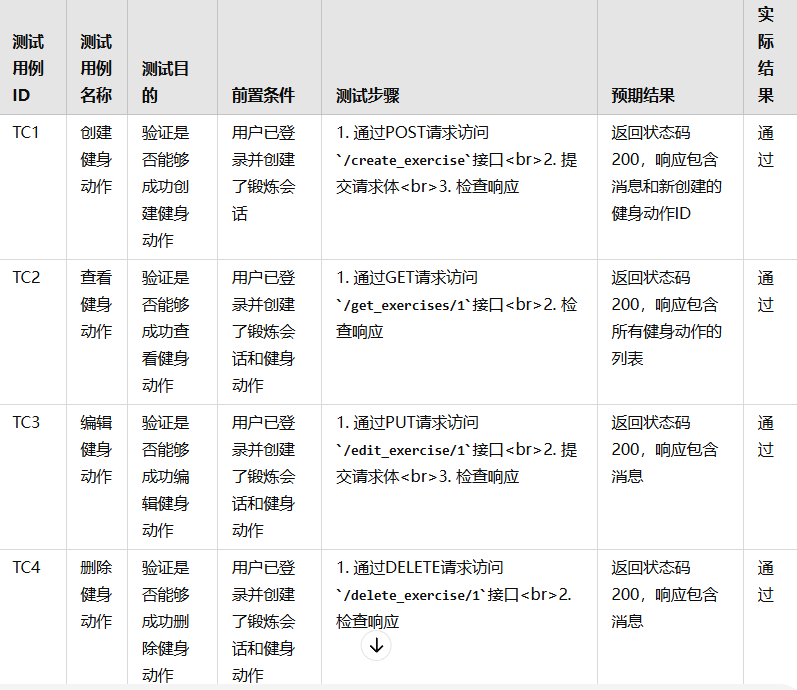 测试用例ID 测试用例名称 测试目的 前置条件 测试步骤 预期结果 实际结果
TC1
创建
健身
动作
验证是
否能够
成功创
建健身
动作
用户已登
录并创建
了锻炼会
话
1. 通过POST请求访问
`/create_exercise`接口<br>2. 提
交请求体<br>3. 检查响应
返回状态码
200，响应包含
消息和新创建的
健身动作ID
通
过
TC2
查看
健身
动作
验证是
否能够
成功查
看健身
动作
用户已登
录并创建
了锻炼会
话和健身
动作
1. 通过GET请求访问
`/get_exercises/1`接口<br>2. 检
查响应
返回状态码
200，响应包含
所有健身动作的
列表
通
过
TC3
编辑
健身
动作
验证是
否能够
成功编
辑健身
动作
用户已登
录并创建
了锻炼会
话和健身
动作
1. 通过PUT请求访问
`/edit_exercise/1`接口<br>2. 提
交请求体<br>3. 检查响应
返回状态码
200，响应包含
消息
通
过
TC4
删除
健身
动作
验证是
否能够
成功删
除健身
动作
用户已登
录并创建
了锻炼会
话和健身
动作
1. 通过DELETE请求访问
`/delete_exercise/1`接口<br>2.
检查响应
返回状态码
200，响应包含
消息
通
过